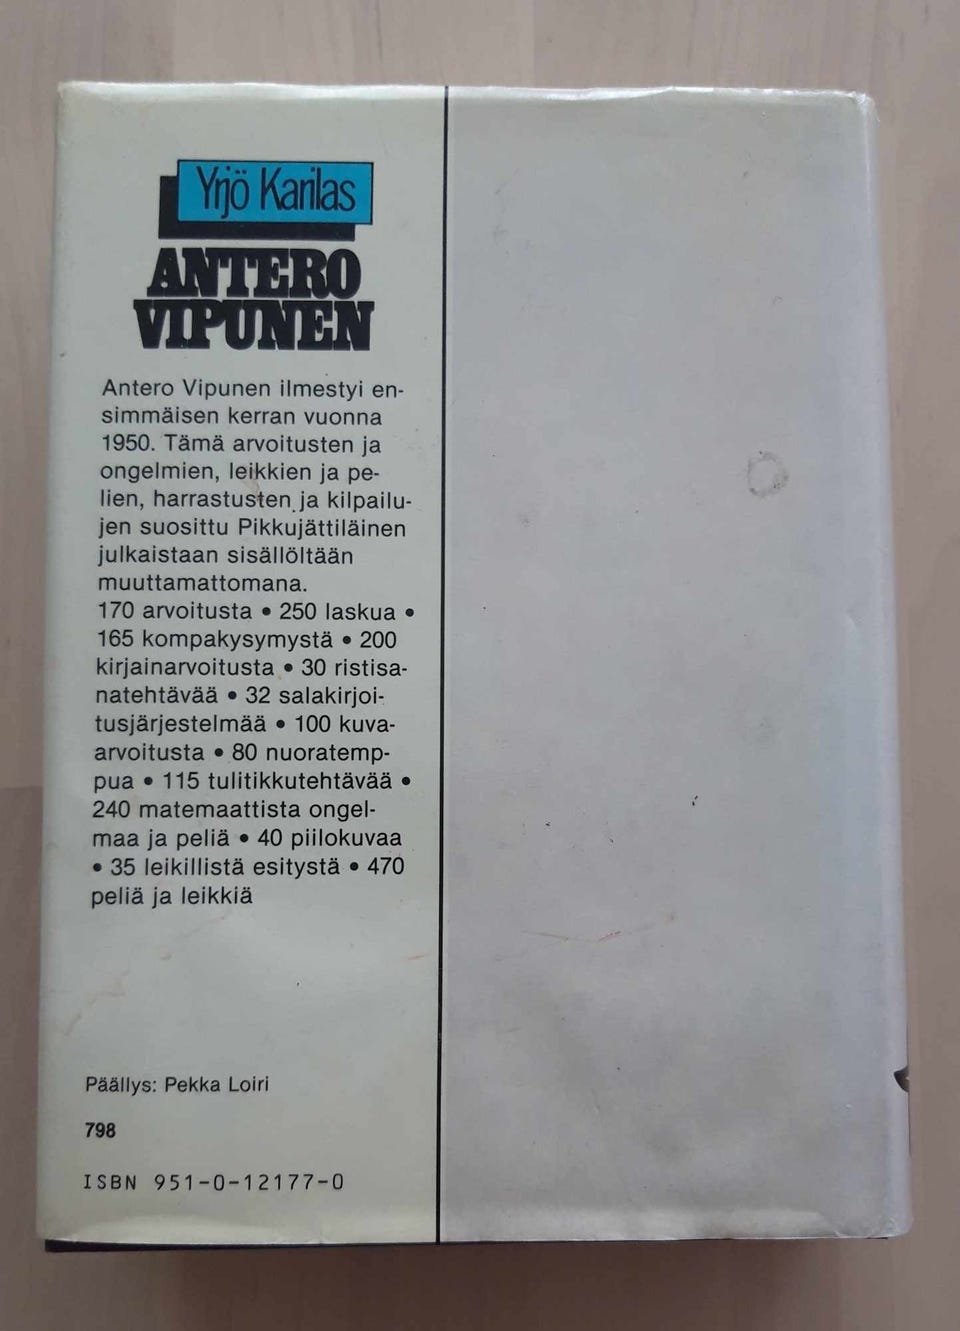 Yrjö Karilas
ANTERO
VIPUNEN
Antero Vipunen ilmestyi en-
simmäisen kerran vuonna
1950. Tämä arvoitusten ja
ongelmien, leikkien ja pe-
lien, harrastusten ja kilpailu-
jen suosittu Pikkujättiläinen
julkaistaan sisällöltään
muuttamattomana.
170 arvoitusta • 250 laskua •
165 kompakysymystä • 200
kirjainarvoitusta • 30 ristisa-
natehtävää • 32 salakirjoi-
tusjärjestelmää • 100 kuva-
arvoitusta • 80 nuoratemp-
pua • 115 tulitikkutehtävää •
240 matemaattista ongel-
maa ja peliä • 40 piilokuvaa
• 35 leikillistä esitystä • 470
peliä ja leikkiä
Päällys: Pekka Loiri
798
ISBN 951-0-12177-0